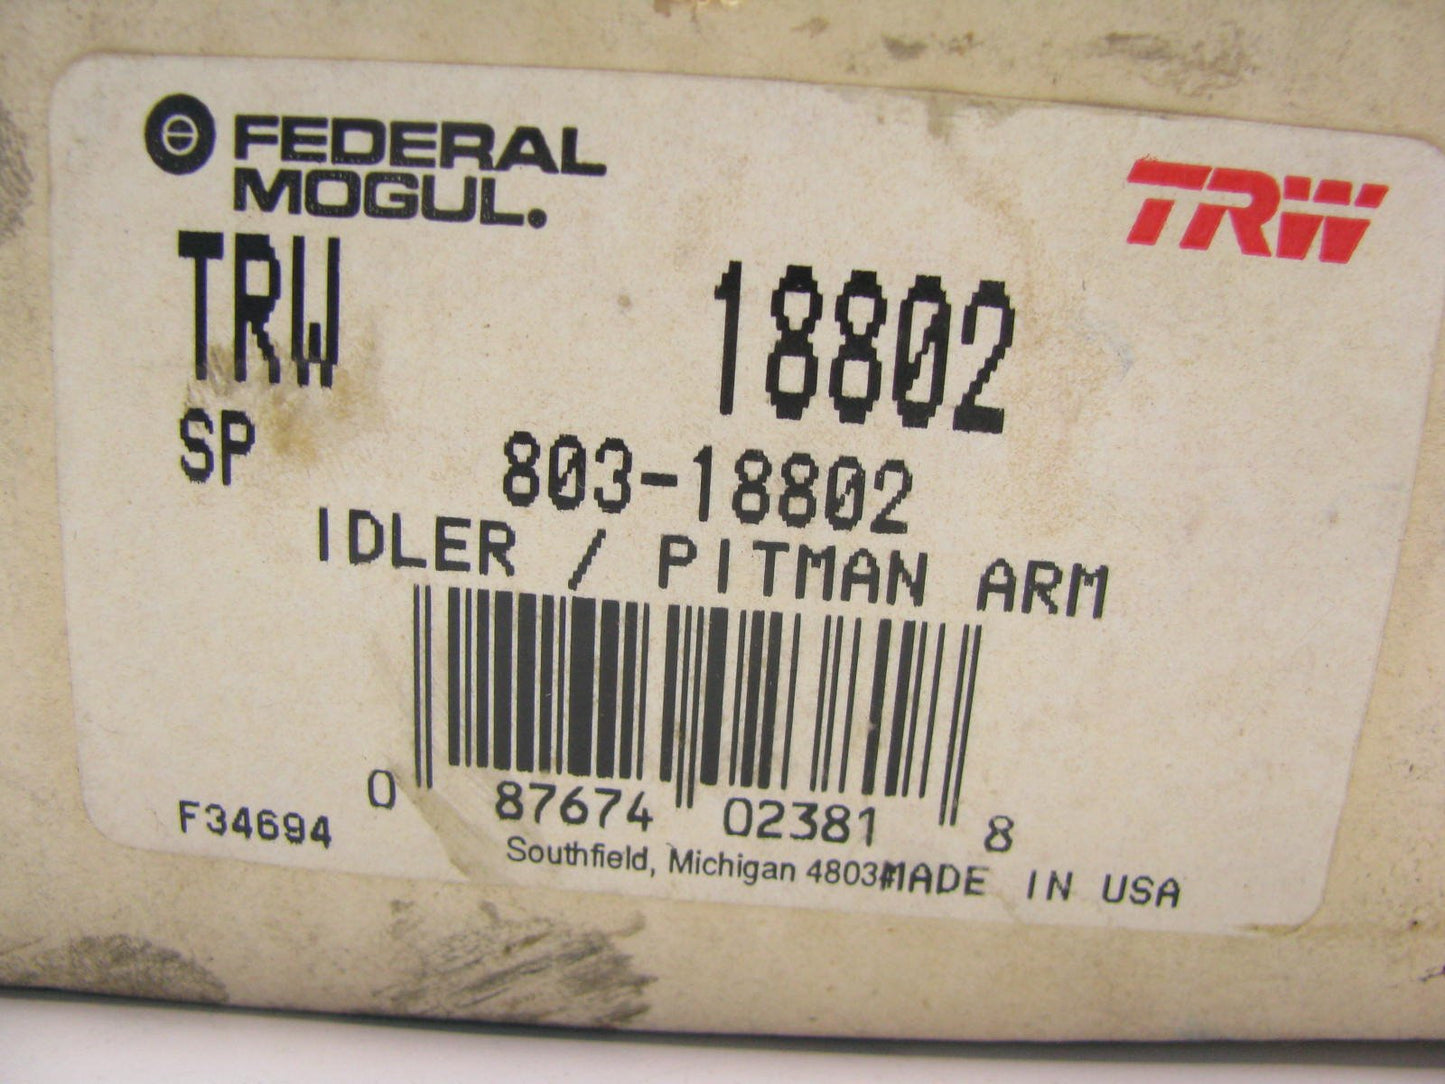 FEDERAL
MOGUL.
TRW
TRW 18802
SP 803-18802
IDLER / PITMAN ARM
0 87674 02381 8
F34694
Southfield, Michigan 4803
MADE IN USA